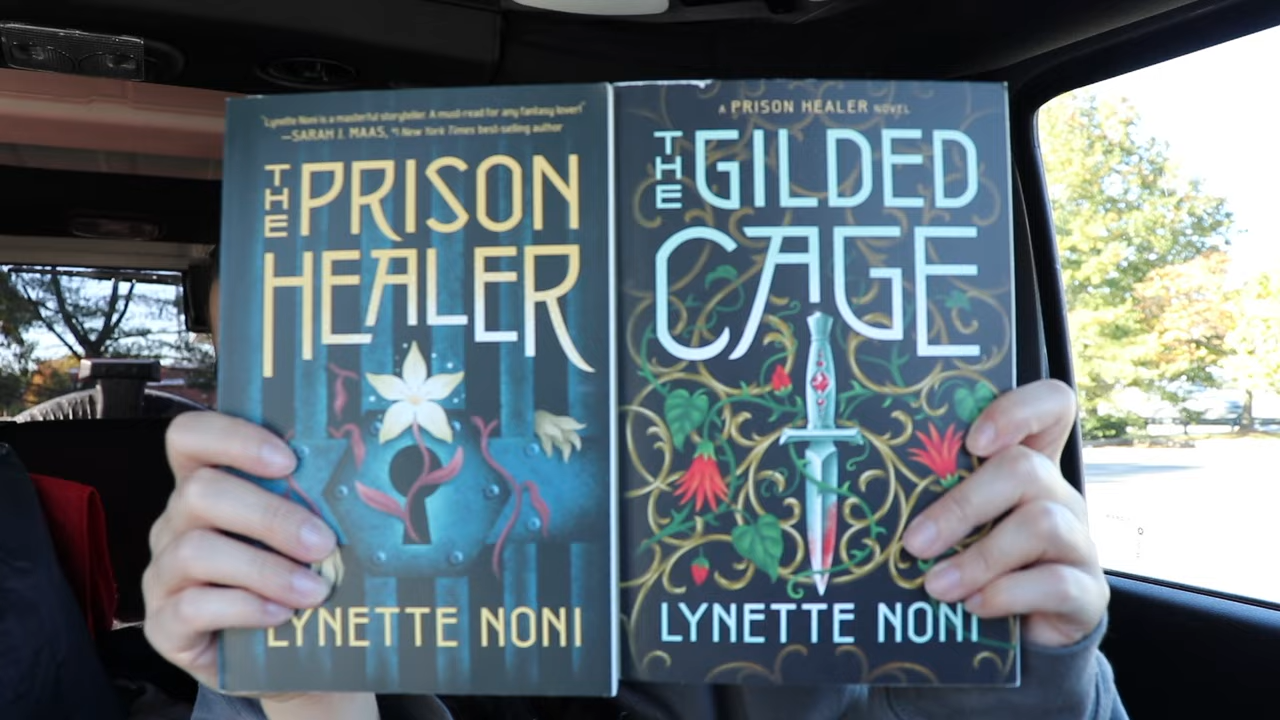 "Lynette Noni is a masterful storyteller. A must-read for any fantasy lover!"
—SARAH J. MAAS, #1 New York Times best-selling author
THE PRISON
HEALER
LYNETTE NONI
A PRISON HEALER NOVEL
THE GILDED
CAGE
LYNETTE NONI